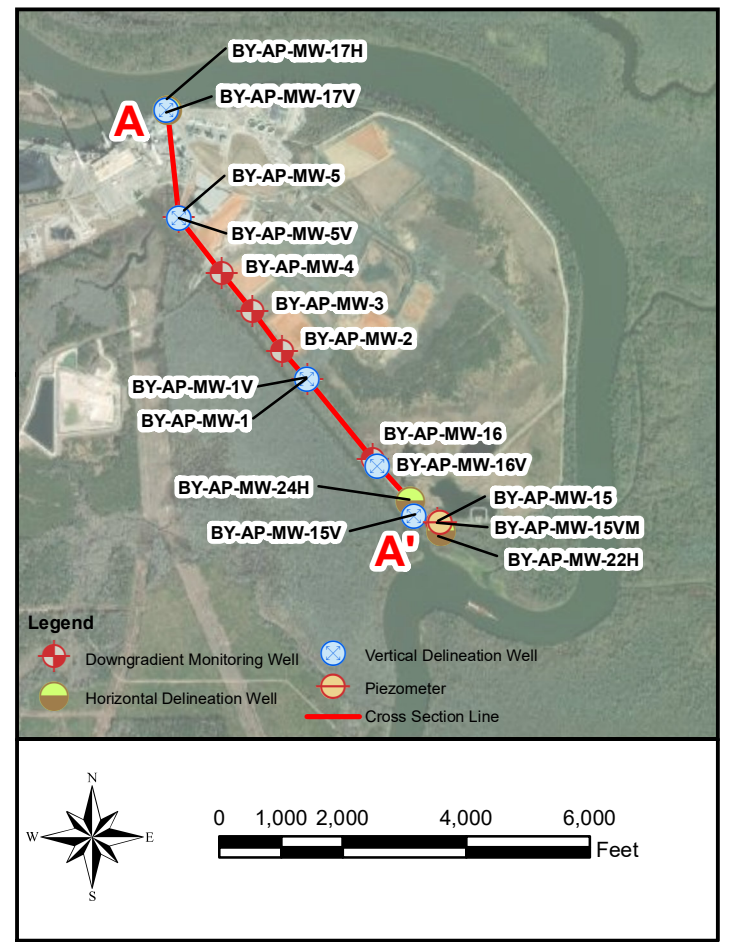 BY-AP-MW-17H
BY-AP-MW-17V
A
BY-AP-MW-5
BY-AP-MW-5V
BY-AP-MW-4
BY-AP-MW-3
BY-AP-MW-2
BY-AP-MW-1V
BY-AP-MW-1
BY-AP-MW-16
BY-AP-MW-16V
BY-AP-MW-24H
BY-AP-MW-15
BY-AP-MW-15V
BY-AP-MW-15VM
A'
BY-AP-MW-22H
Legend
Downgradient Monitoring Well
Vertical Delineation Well
Horizontal Delineation Well
Piezometer
Cross Section Line
N
W E
S
0 1,000 2,000 4,000 6,000
Feet